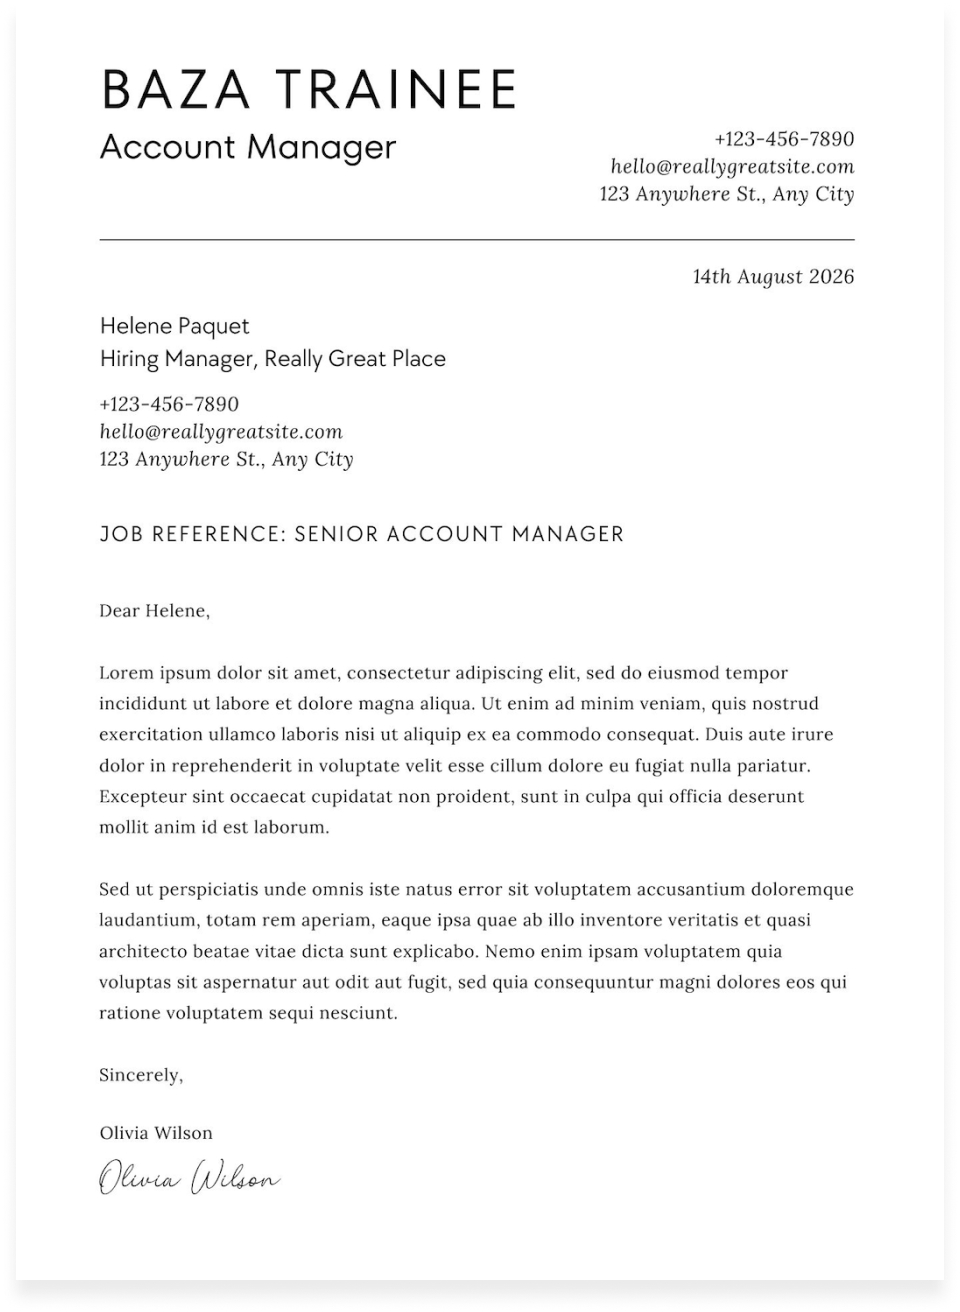 BAZA TRAINEE
Account Manager
+123-456-7890
hello@reallygreatsite.com
123 Anywhere St., Any City
14th August 2026
Helene Paquet
Hiring Manager, Really Great Place
+123-456-7890
hello@reallygreatsite.com
123 Anywhere St., Any City
JOB REFERENCE: SENIOR ACCOUNT MANAGER
Dear Helene,
Lorem ipsum dolor sit amet, consectetur adipiscing elit, sed do eiusmod tempor
incididunt ut labore et dolore magna aliqua. Ut enim ad minim veniam, quis nostrud
exercitation ullamco laboris nisi ut aliquip ex ea commodo consequat. Duis aute irure
dolor in reprehenderit in voluptate velit esse cillum dolore eu fugiat nulla pariatur.
Excepteur sint occaecat cupidatat non proident, sunt in culpa qui officia deserunt
mollit anim id est laborum.
Sed ut perspiciatis unde omnis iste natus error sit voluptatem accusantium doloremque
laudantium, totam rem aperiam, eaque ipsa quae ab illo inventore veritatis et quasi
architecto beatae vitae dicta sunt explicabo. Nemo enim ipsam voluptatem quia
voluptas sit aspernatur aut odit aut fugit, sed quia consequuntur magni dolores eos qui
ratione voluptatem sequi nesciunt.
Sincerely,
Olivia Wilson
Olivia Wilson